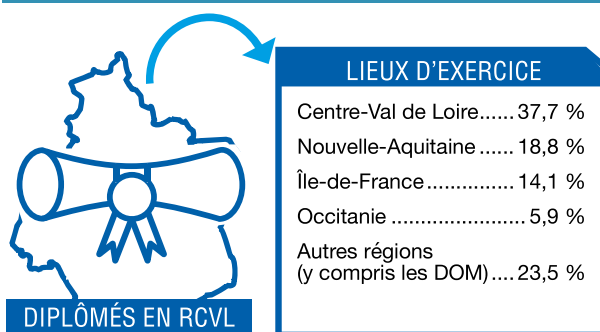 LIEUX D'EXERCICE
Centre-Val de Loire...... 37,7 %
Nouvelle-Aquitaine ...... 18,8 %
Île-de-France ............... 14,1 %
Occitanie ....................... 5,9 %
Autres régions
(y compris les DOM).... 23,5 %
DIPLÔMÉS EN RCVL